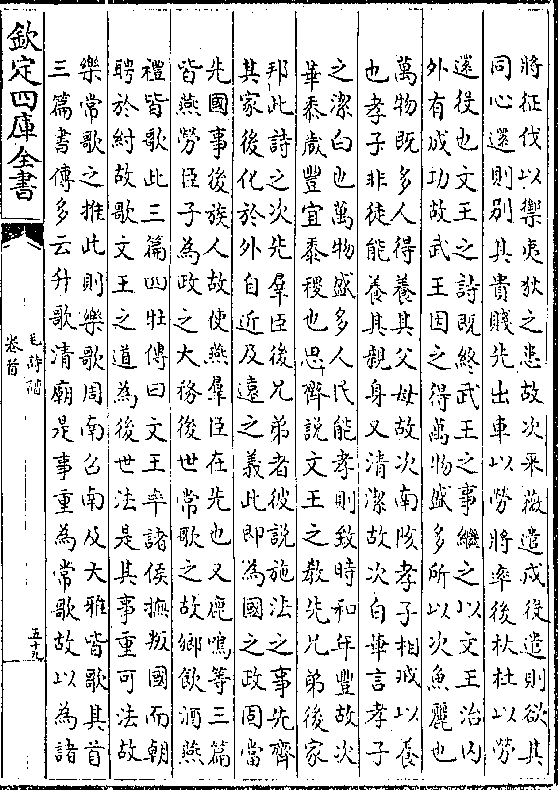 將征伐以禦夷狄之患故次采薇遣戍役遣則欲其
同心還則别其貴賤先出車以勞將率後杕杜以勞
還役也文王之詩既終武王之事繼之以文王治内
外有成功故武王因之得萬物盛多所以次魚麗也
萬物既多人得養其父母故次南陔孝子相戒以養
也孝子非徒能養其親身又清潔故次白華言孝子
之潔白也萬物盛多人民能孝則致時和年豐故次
華黍歲豐宜黍稷也思齊說文王之教先兄弟後家
邦此詩之次先羣臣後兄弟者彼說施法之事先齊
其家後化於外自近及遠之義此即為國之政固當
先國事後族人故使燕羣臣在先也又鹿鳴等三篇
皆燕勞臣子為政之大務後世常歌之故鄉飲酒燕
禮皆歌此三篇四牡傳曰文王率諸侯撫叛國而朝
聘於紂故歌文王之道為後世法是其事重可法故
樂常歌之推此則樂歌周南召南及大雅皆歌其首
三篇書傳多云升歌清廟是事重為常歌故以為諸
欽定四庫全書
毛詩
卷首
五十九